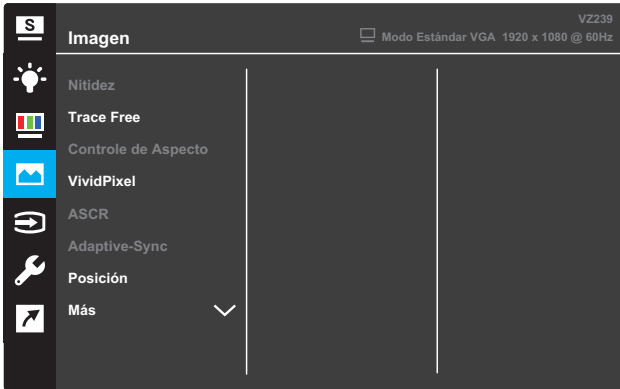 S
VZ239
Imagen
Modo Estándar VGA 1920 x 1080 @ 60Hz
Nitidez
Trace Free
Controle de Aspecto
VividPixel
ASCR
Adaptive-Sync
Posición
Más